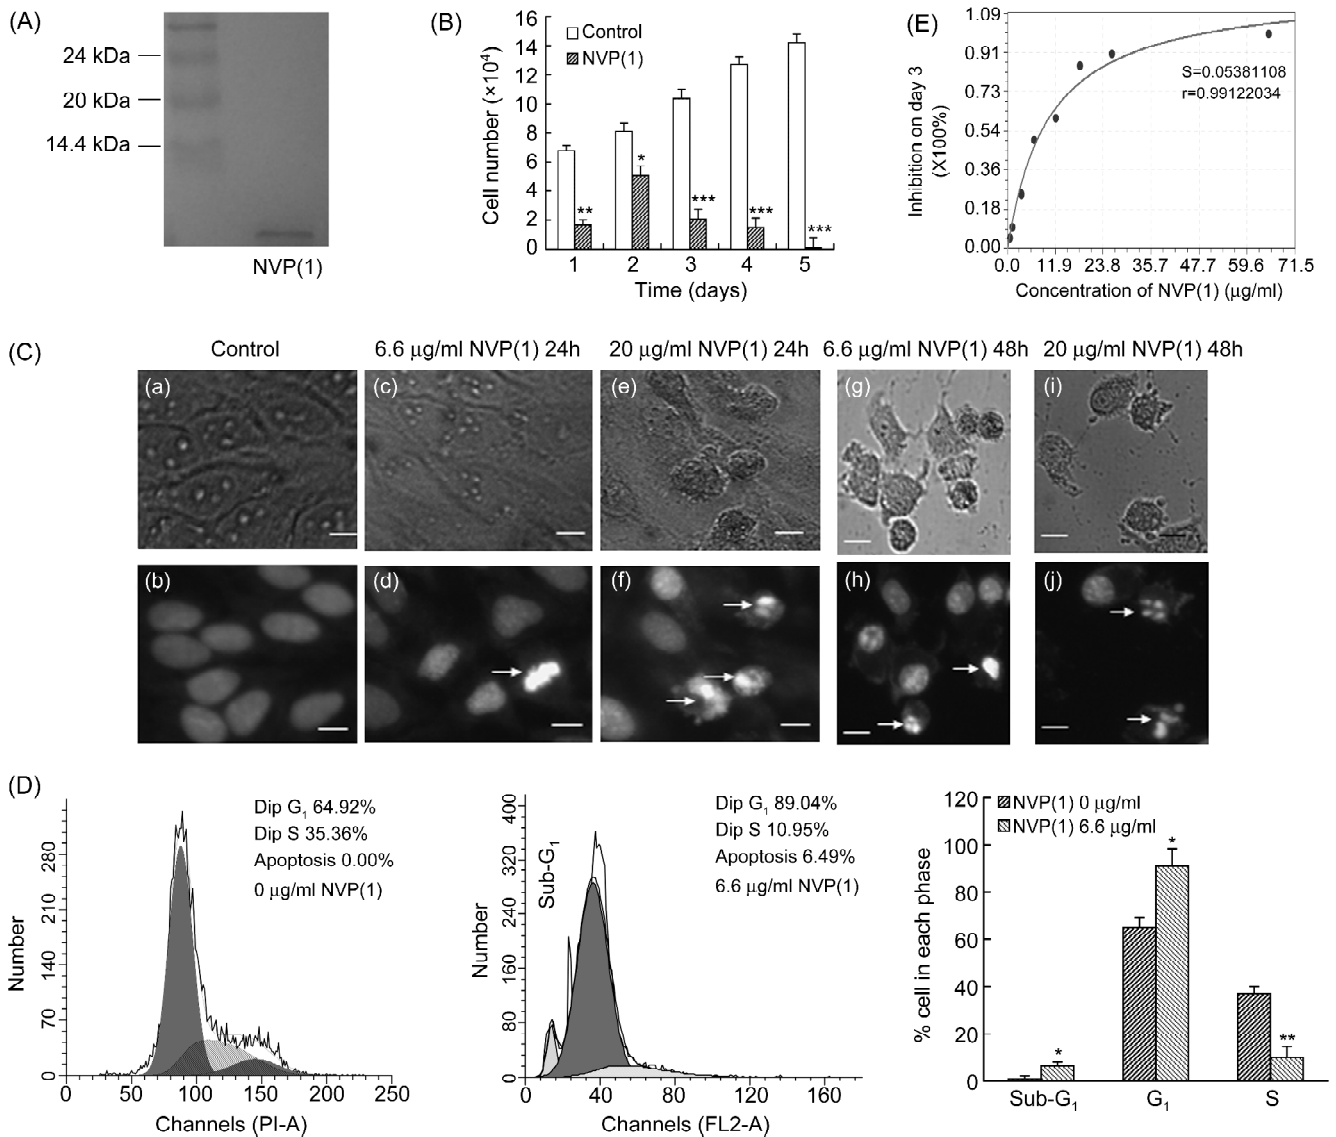 (A)
24 kDa
20 kDa
14.4 kDa
NVP(1)
(B)
Control
NVP(1)
Cell number (×10⁴)
18
16
14
12
10
8
6
4
2
0
** * *** *** ***
1 2 3 4 5
Time (days)
(E)
Inhibition on day 3
(X100%)
1.09
0.91
0.73
0.54
0.36
0.18
0.00
S=0.05381108
r=0.99122034
0.0 11.9 23.8 35.7 47.7 59.6 71.5
Concentration of NVP(1) (μg/ml)
(C)
Control 6.6 μg/ml NVP(1) 24h 20 μg/ml NVP(1) 24h 6.6 μg/ml NVP(1) 48h 20 μg/ml NVP(1) 48h
(a) (c) (e) (g) (i)
(b) (d) (f) (h) (j)
(D)
Number
280
210
140
70
0
Dip G₁ 64.92%
Dip S 35.36%
Apoptosis 0.00%
0 μg/ml NVP(1)
0 50 100 150 200 250
Channels (PI-A)
Number
400
320
240
160
80
0
Sub-G₁
Dip G₁ 89.04%
Dip S 10.95%
Apoptosis 6.49%
6.6 μg/ml NVP(1)
0 40 80 120 160
Channels (FL2-A)
% cell in each phase
120
100
80
60
40
20
0
NVP(1) 0 μg/ml
NVP(1) 6.6 μg/ml
* * **
Sub-G₁ G₁ S